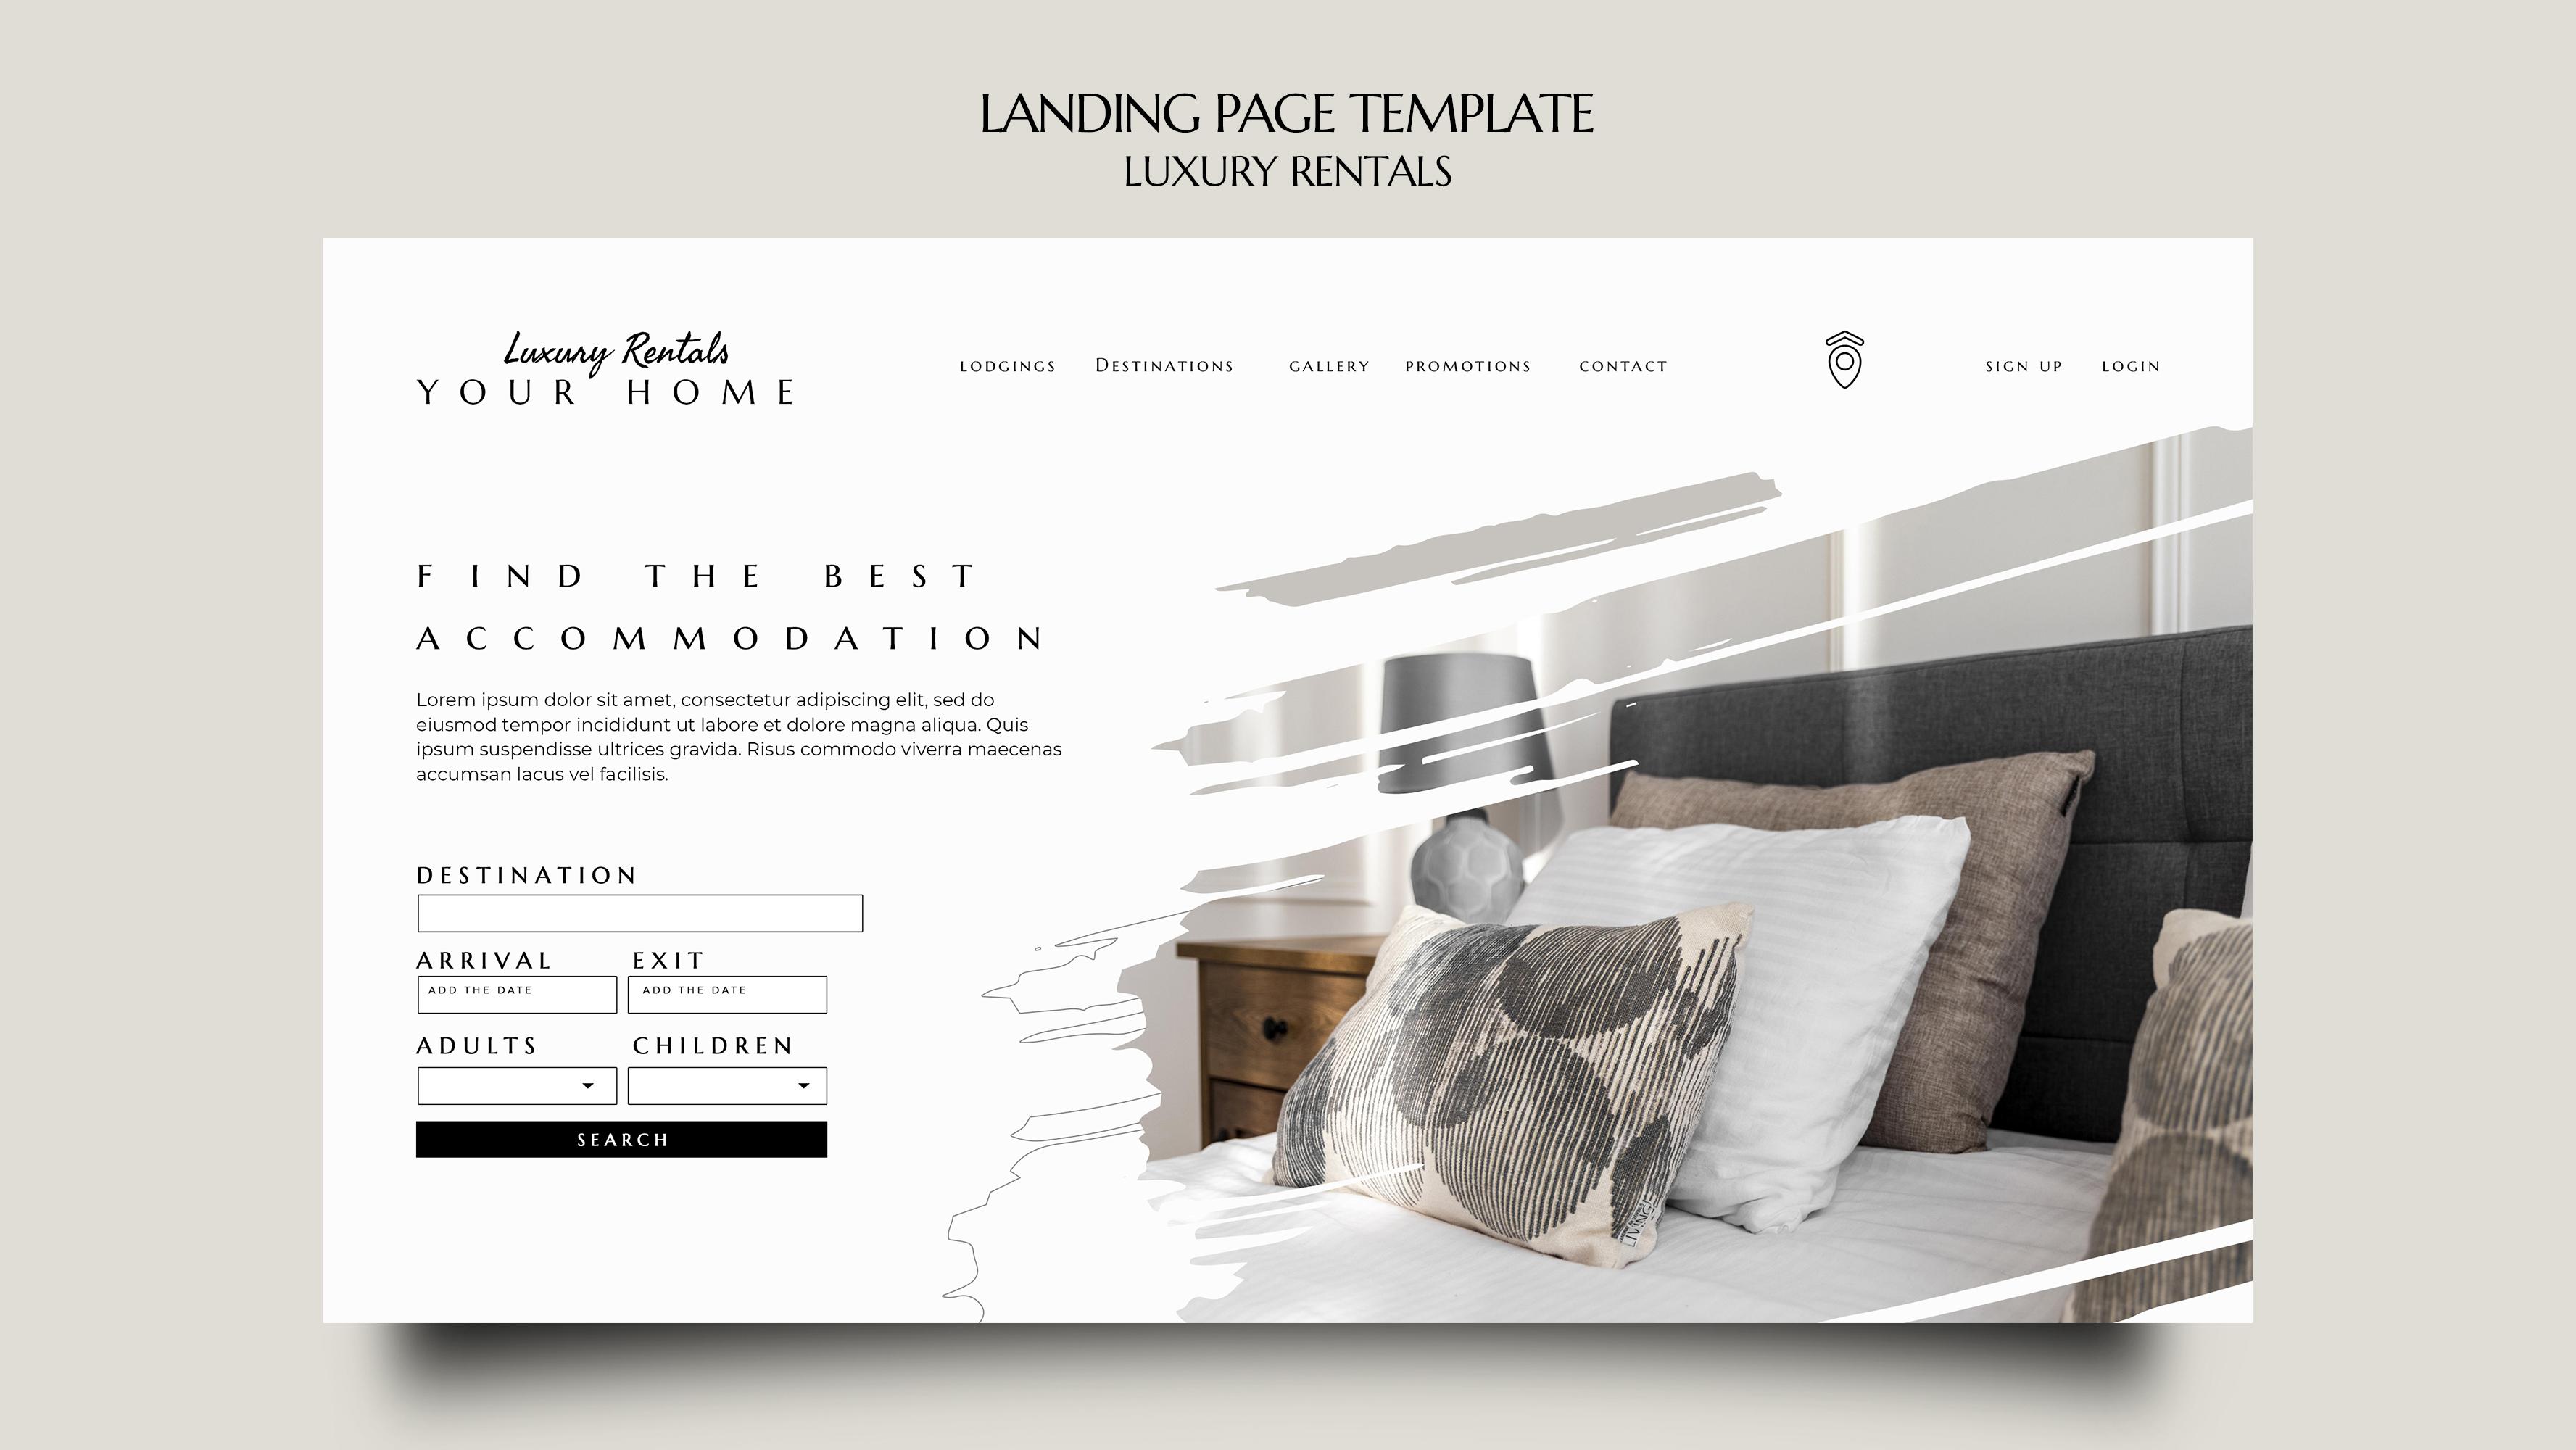 LANDING PAGE TEMPLATE
LUXURY RENTALS
Luxury Rentals
YOUR HOME
LODGINGS DESTINATIONS GALLERY PROMOTIONS CONTACT SIGN UP LOGIN
FIND THE BEST
ACCOMMODATION
Lorem ipsum dolor sit amet, consectetur adipiscing elit, sed do
eiusmod tempor incididunt ut labore et dolore magna aliqua. Quis
ipsum suspendisse ultrices gravida. Risus commodo viverra maecenas
accumsan lacus vel facilisis.
DESTINATION
ARRIVAL EXIT
ADD THE DATE ADD THE DATE
ADULTS CHILDREN
SEARCH
LIVING